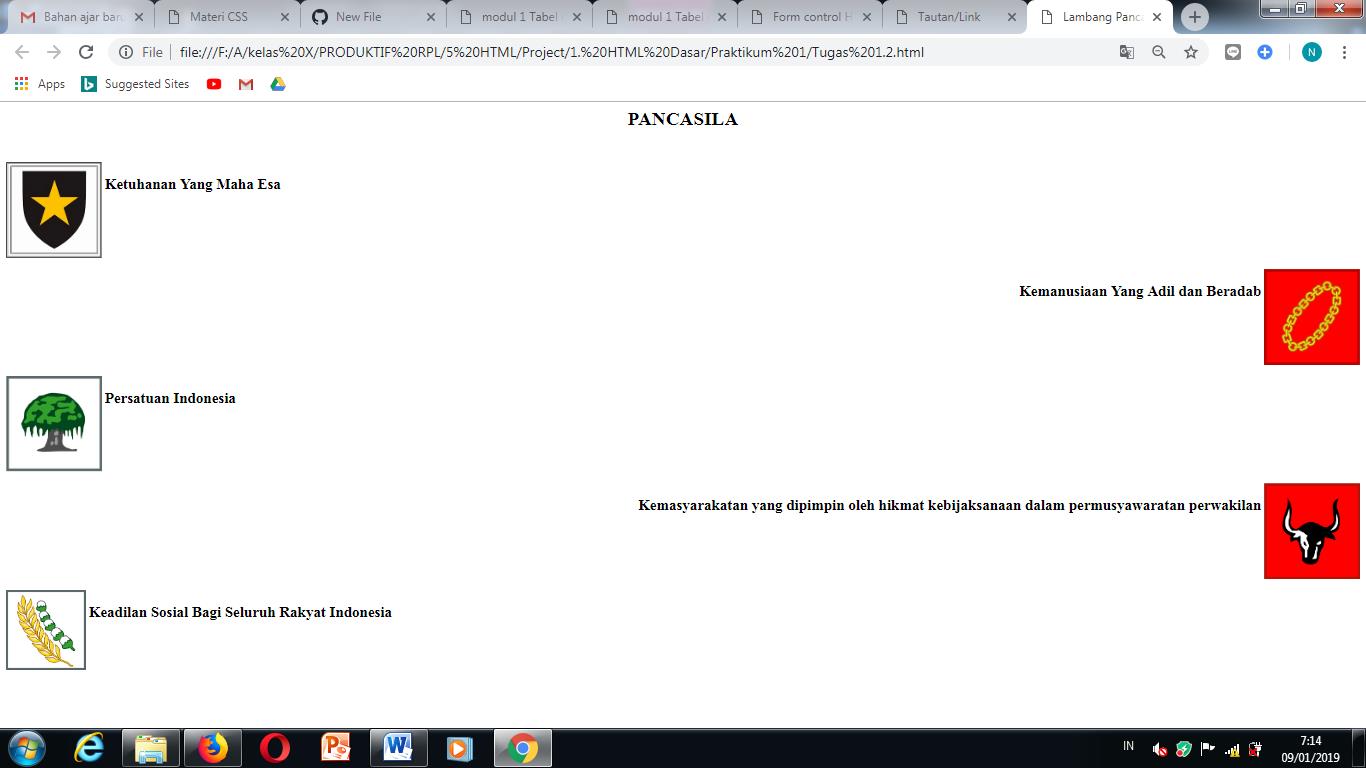 Bahan ajar baru
Materi CSS
New File
modul 1 Tabel
modul 1 Tabel
Form control H
Tautan/Link
Lambang Panca
File
file:///F:/A/kelas%20X/PRODUKTIF%20RPL/5%20HTML/Project/1.%20HTML%20Dasar/Praktikum%201/Tugas%201.2.html
N
Apps
Suggested Sites
PANCASILA
Ketuhanan Yang Maha Esa
Kemanusiaan Yang Adil dan Beradab
Persatuan Indonesia
Kemasyarakatan yang dipimpin oleh hikmat kebijaksanaan dalam permusyawaratan perwakilan
Keadilan Sosial Bagi Seluruh Rakyat Indonesia
IN
7:14
09/01/2019